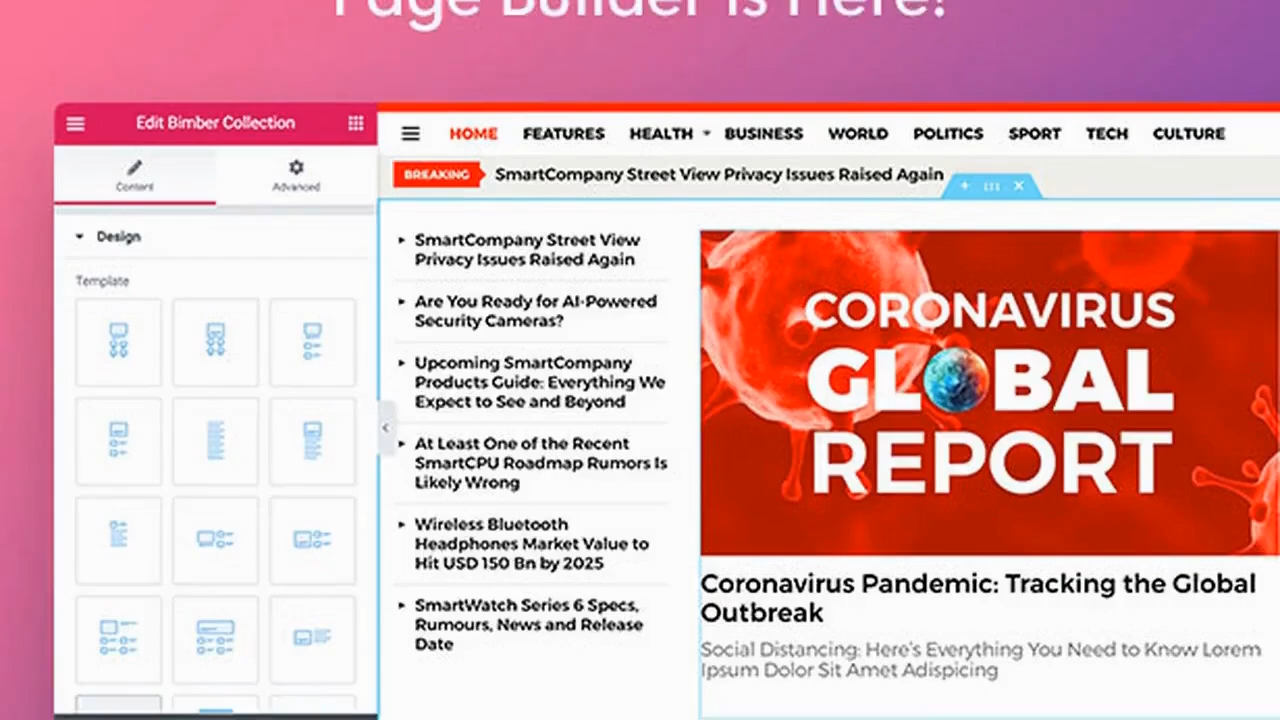 Page Builder is Here!
Edit Bimber Collection
Content
Advanced
Design
Template
HOME FEATURES HEALTH BUSINESS WORLD POLITICS SPORT TECH CULTURE
BREAKING SmartCompany Street View Privacy Issues Raised Again
SmartCompany Street View
Privacy Issues Raised Again
Are You Ready for AI-Powered
Security Cameras?
Upcoming SmartCompany
Products Guide: Everything We
Expect to See and Beyond
At Least One of the Recent
SmartCPU Roadmap Rumors Is
Likely Wrong
Wireless Bluetooth
Headphones Market Value to
Hit USD 150 Bn by 2025
SmartWatch Series 6 Specs,
Rumours, News and Release
Date
CORONAVIRUS
GLOBAL
REPORT
Coronavirus Pandemic: Tracking the Global
Outbreak
Social Distancing: Here's Everything You Need to Know Lorem
Ipsum Dolor Sit Amet Adispicing